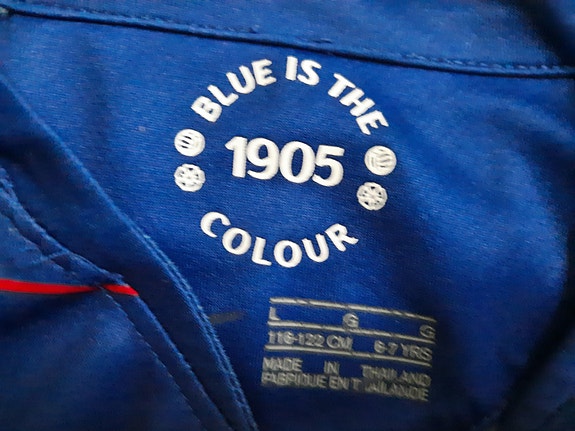 BLUE IS THE
1905
COLOUR
L G G
116-122 CM 6-7 YRS
MADE IN THAILAND
FABRIQUE EN THAILANDE